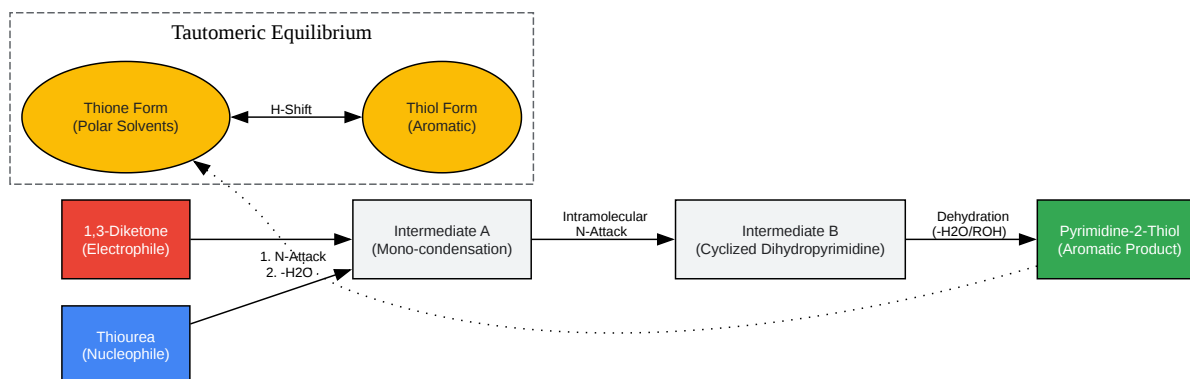 Tautomeric Equilibrium
Thione Form
(Polar Solvents)
H-Shift
Thiol Form
(Aromatic)
1,3-Diketone
(Electrophile)
1. N-Attack
2. -H2O
Thiourea
(Nucleophile)
Intermediate A
(Mono-condensation)
Intramolecular
N-Attack
Intermediate B
(Cyclized Dihydropyrimidine)
Dehydration
(-H2O/ROH)
Pyrimidine-2-Thiol
(Aromatic Product)